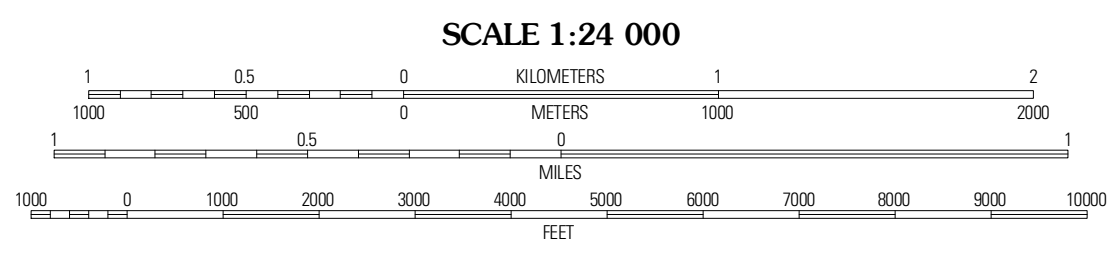 SCALE 1:24 000
1 0.5 0 KILOMETERS 1 2
1000 500 0 METERS 1000 2000
1 0.5 0 1
MILES
1000 0 1000 2000 3000 4000 5000 6000 7000 8000 9000 10000
FEET